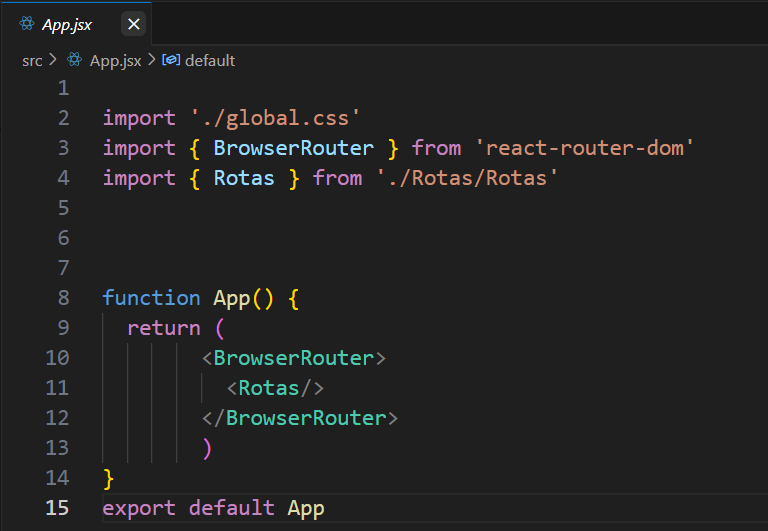 App.jsx
src > App.jsx > default
1
2 import './global.css'
3 import { BrowserRouter } from 'react-router-dom'
4 import { Rotas } from './Rotas/Rotas'
5
6
7
8 function App() {
9   return (
10         <BrowserRouter>
11           <Rotas/>
12         </BrowserRouter>
13         )
14 }
15 export default App